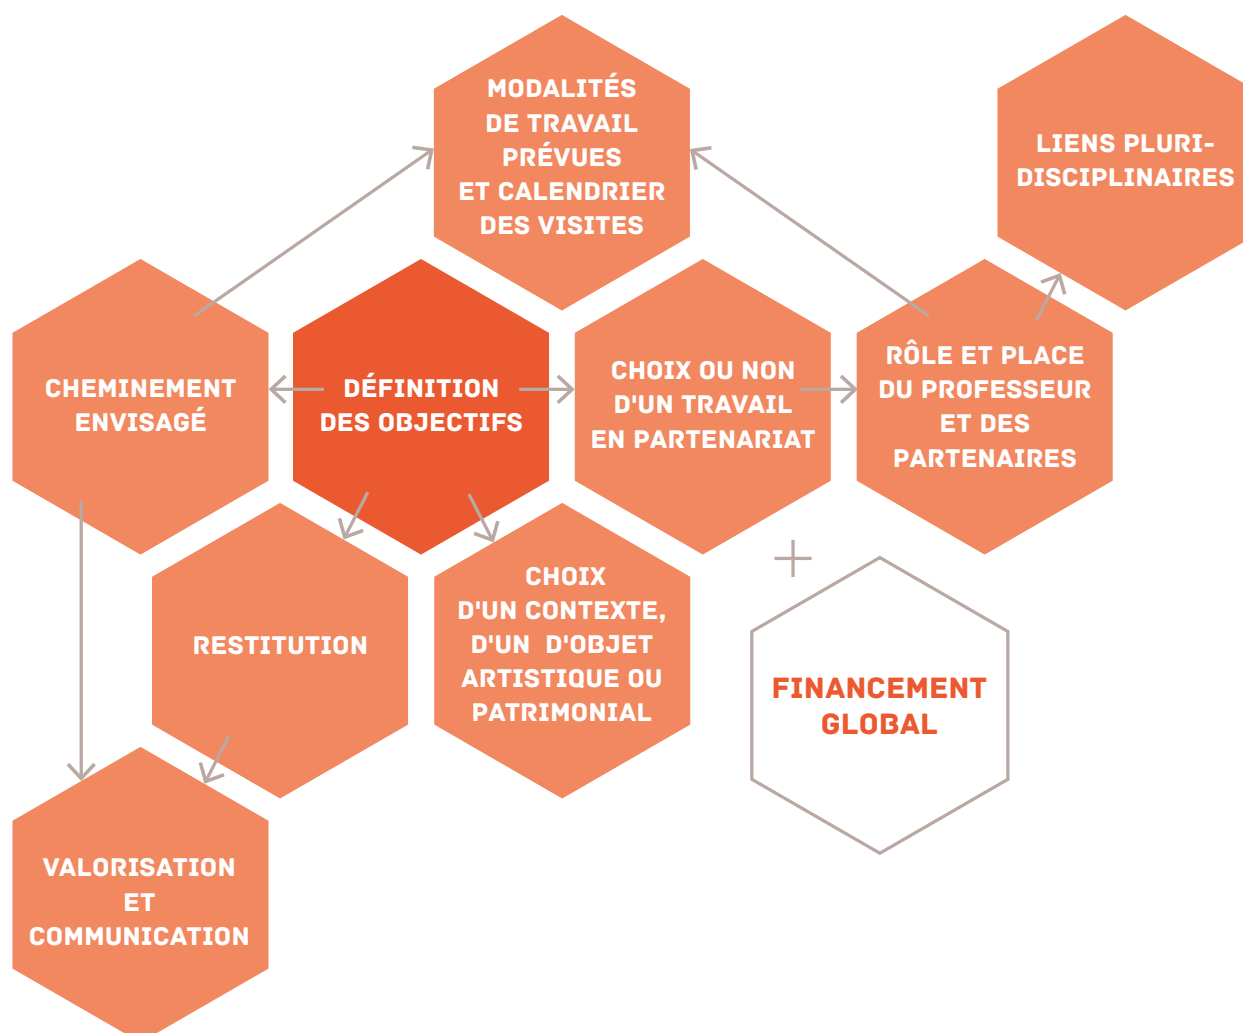 MODALITÉS
DE TRAVAIL
PRÉVUES
ET CALENDRIER
DES VISITES
LIENS PLURI-
DISCIPLINAIRES
CHEMINEMENT
ENVISAGÉ
DÉFINITION
DES OBJECTIFS
CHOIX OU NON
D'UN TRAVAIL
EN PARTENARIAT
RÔLE ET PLACE
DU PROFESSEUR
ET DES
PARTENAIRES
RESTITUTION
CHOIX
D'UN CONTEXTE,
D'UN D'OBJET
ARTISTIQUE OU
PATRIMONIAL
FINANCEMENT
GLOBAL
VALORISATION
ET
COMMUNICATION